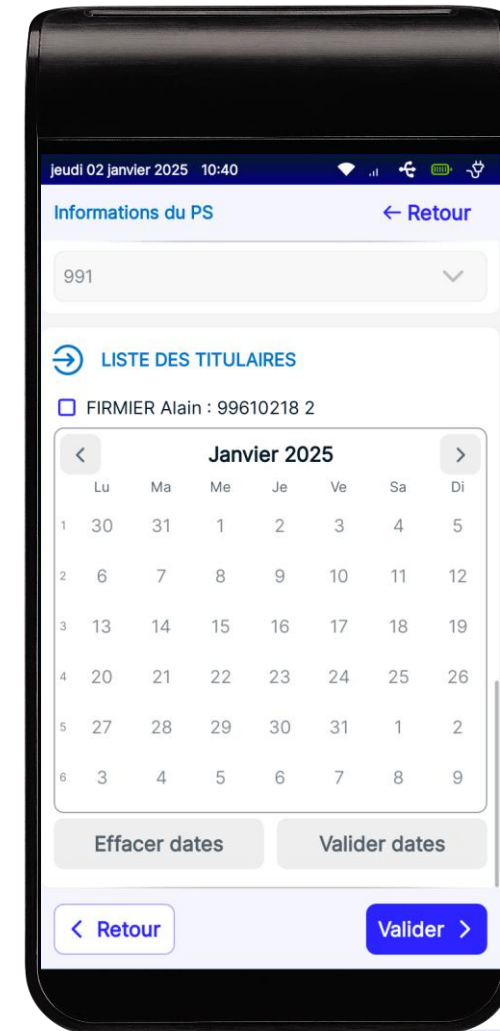 jeudi 02 janvier 2025 10:40
Informations du PS ← Retour
991
LISTE DES TITULAIRES
FIRMIER Alain : 99610218 2
< Janvier 2025 >
Lu Ma Me Je Ve Sa Di
1 30 31 1 2 3 4 5
2 6 7 8 9 10 11 12
3 13 14 15 16 17 18 19
4 20 21 22 23 24 25 26
5 27 28 29 30 31 1 2
6 3 4 5 6 7 8 9
Effacer dates Valider dates
< Retour Valider >